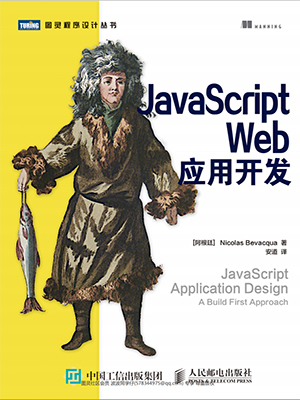 TURING
图灵程序设计丛书
MANNING
JavaScript
Web
应用开发
[阿根廷] Nicolas Bevacqua 著
安道 译
JavaScript
Application Design
A Build First Approach
中国工信出版集团
人民邮电出版社
POSTS & TELECOM PRESS